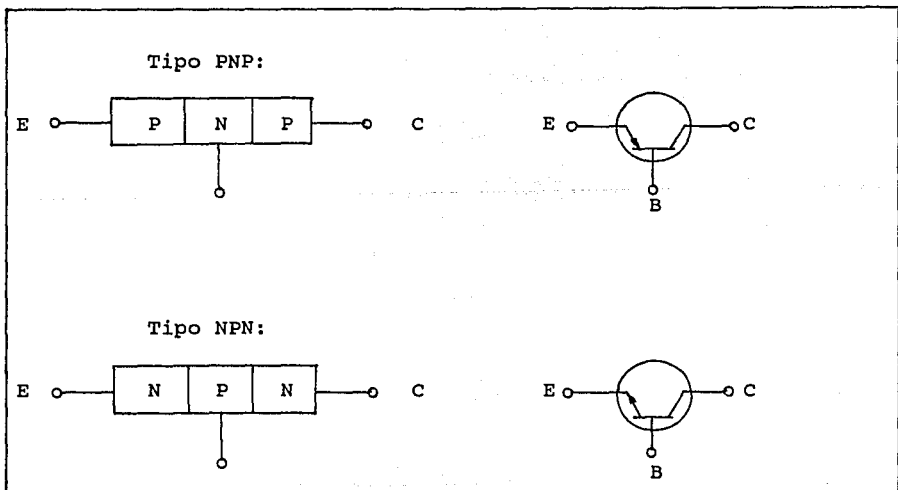 Tipo PNP:
E P N P C
E C
B
Tipo NPN:
E N P N C
E C
B